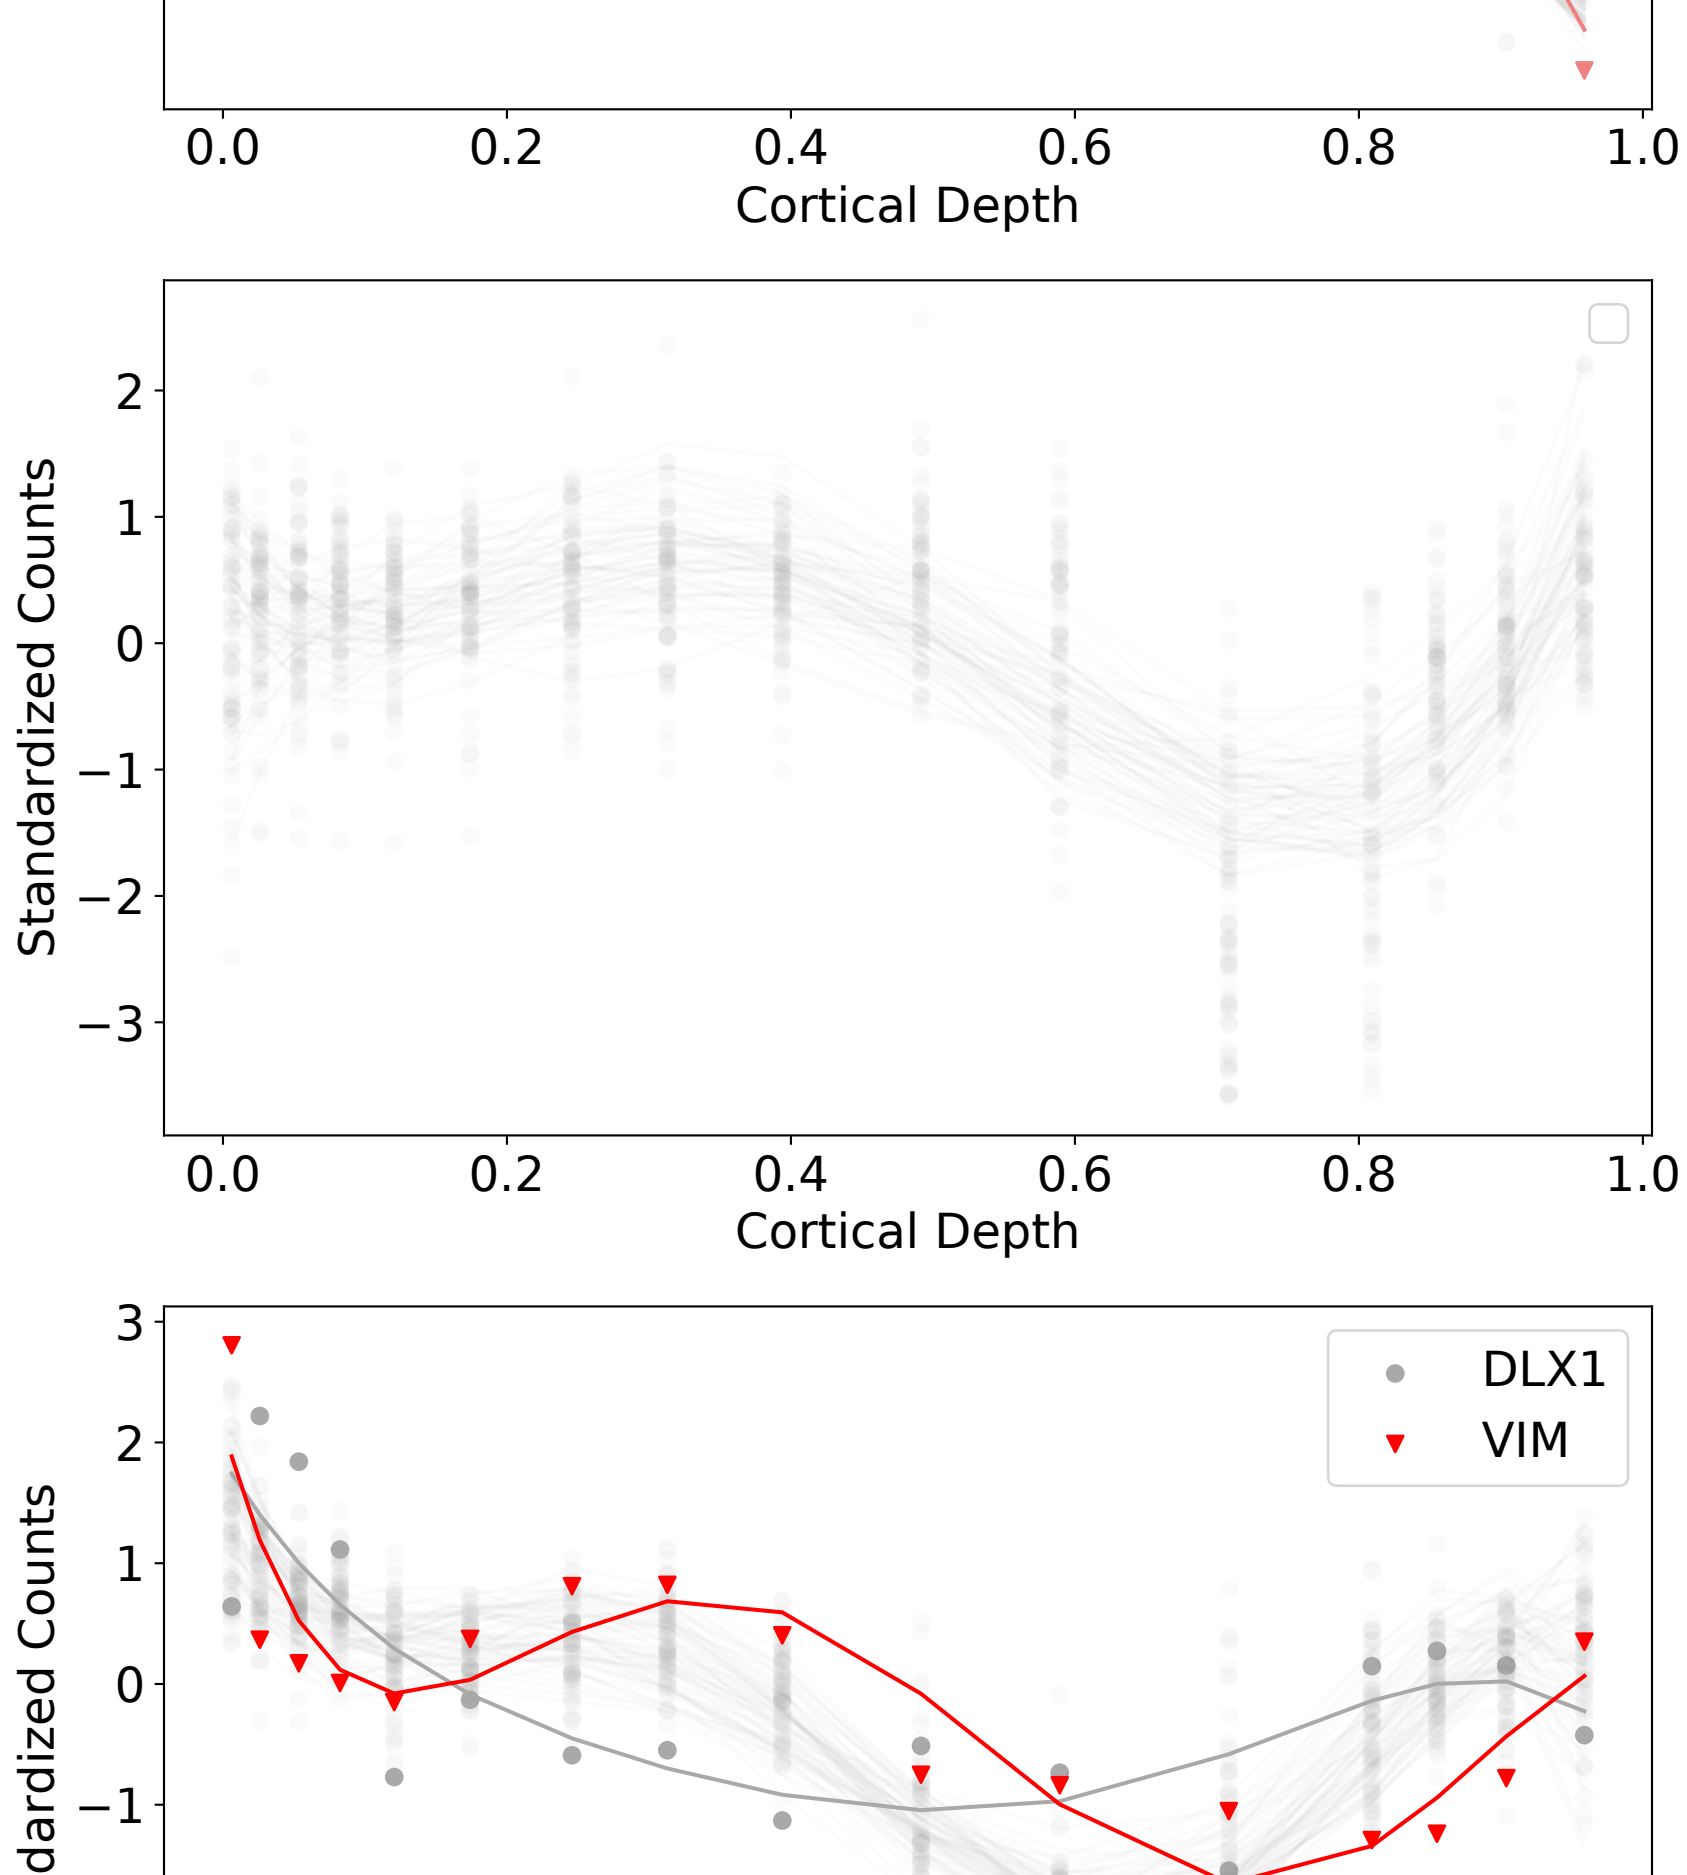 0.0 0.2 0.4 0.6 0.8 1.0
Cortical Depth
2
1
0
−1
−2
−3
Standardized Counts
0.0 0.2 0.4 0.6 0.8 1.0
Cortical Depth
3
2
1
0
−1
dardized Counts
DLX1
VIM